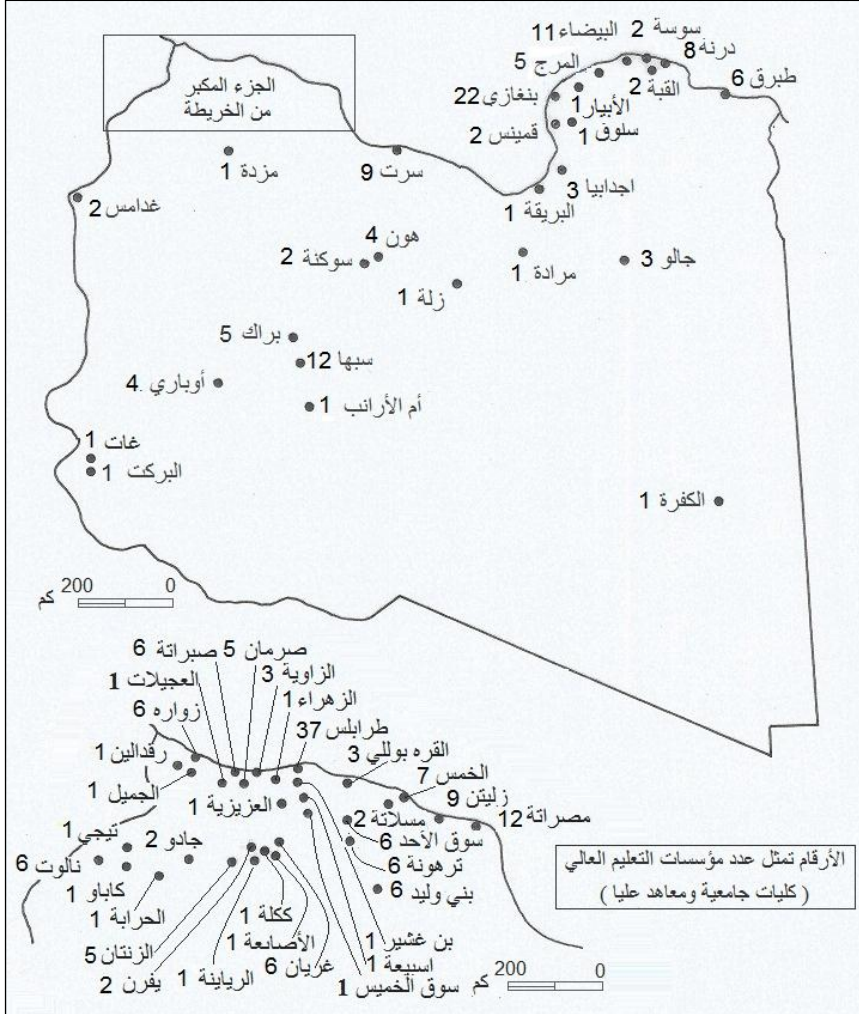 سوسة 2
البيضاء 11
درنة 8
المرج 5
طبرق 6
القبة 2
بنغازي 22
الأبيار 1
سلوق 1
قمينس 2
الجزء المكبر
من الخريطة
مزدة 1
سرت 9
اجدابيا 3
البريقة 1
غدامس 2
هون 4
سوكنة 2
مرادة 1
جالو 3
زلة 1
براك 5
سبها 12
أوباري 4
أم الأرانب 1
غات 1
البركت 1
الكفرة 1
200 0
كم
صرمان 5
صبراتة 6
الزاوية 3
العجيلات 1
الزهراء 1
زواره 6
طرابلس 37
القره بوللي 3
رقدالين 1
الخمس 7
الجميل 1
زليتن 9
العزيزية 1
مسلاتة 2
مصراتة 12
تيجي 1
جادو 2
سوق الأحد 6
نالوت 6
ترهونة 6
كاباو 1
بني وليد 6
الحرابة 1
ككلة 1
الأصابعة 1
بن غشير 1
الزنتان 5
غريان 6
اسبيعة 1
يفرن 2
الرياينة 1
سوق الخميس 1
200 0
كم
الأرقام تمثل عدد مؤسسات التعليم العالي
( كليات جامعية ومعاهد عليا )